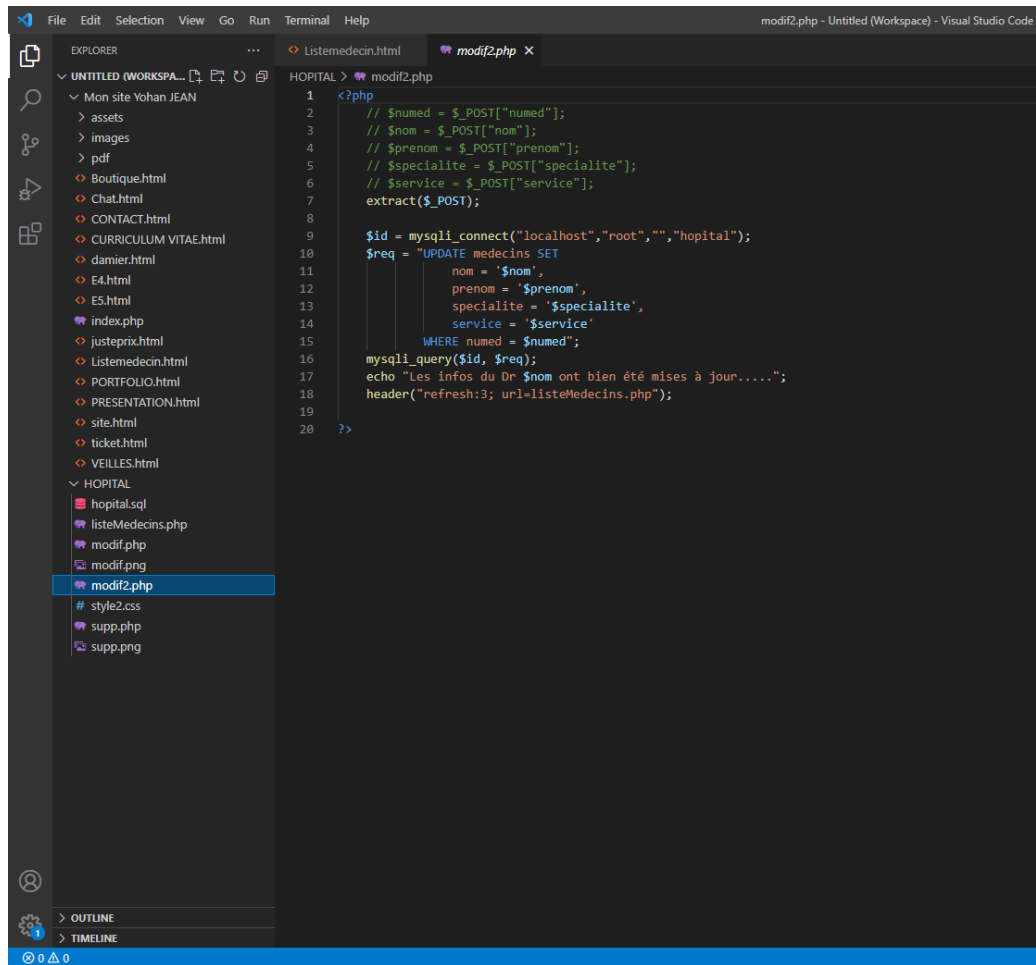 File Edit Selection View Go Run Terminal Help
modif2.php - Untitled (Workspace) - Visual Studio Code
EXPLORER
UNTITLED (WORKSPA...
Mon site Yohan JEAN
assets
images
pdf
Boutique.html
Chat.html
CONTACT.html
CURRICULUM VITAE.html
damier.html
E4.html
E5.html
index.php
justeprix.html
Listemedecin.html
PORTFOLIO.html
PRESENTATION.html
site.html
ticket.html
VEILLES.html
HOPITAL
hopital.sql
listeMedecins.php
modif.php
modif.png
modif2.php
style2.css
supp.php
supp.png
OUTLINE
TIMELINE
1
0 0
Listemedecin.html modif2.php
HOPITAL > modif2.php
1 <?php
2 // $numed = $_POST["numed"];
3 // $nom = $_POST["nom"];
4 // $prenom = $_POST["prenom"];
5 // $specialite = $_POST["specialite"];
6 // $service = $_POST["service"];
7 extract($_POST);
8
9 $id = mysqli_connect("localhost","root","","hopital");
10 $req = "UPDATE medecins SET
11 nom = '$nom',
12 prenom = '$prenom',
13 specialite = '$specialite',
14 service = '$service'
15 WHERE numed = $numed";
16 mysqli_query($id, $req);
17 echo "Les infos du Dr $nom ont bien été mises à jour.....";
18 header("refresh:3; url=listeMedecins.php");
19
20 ?>